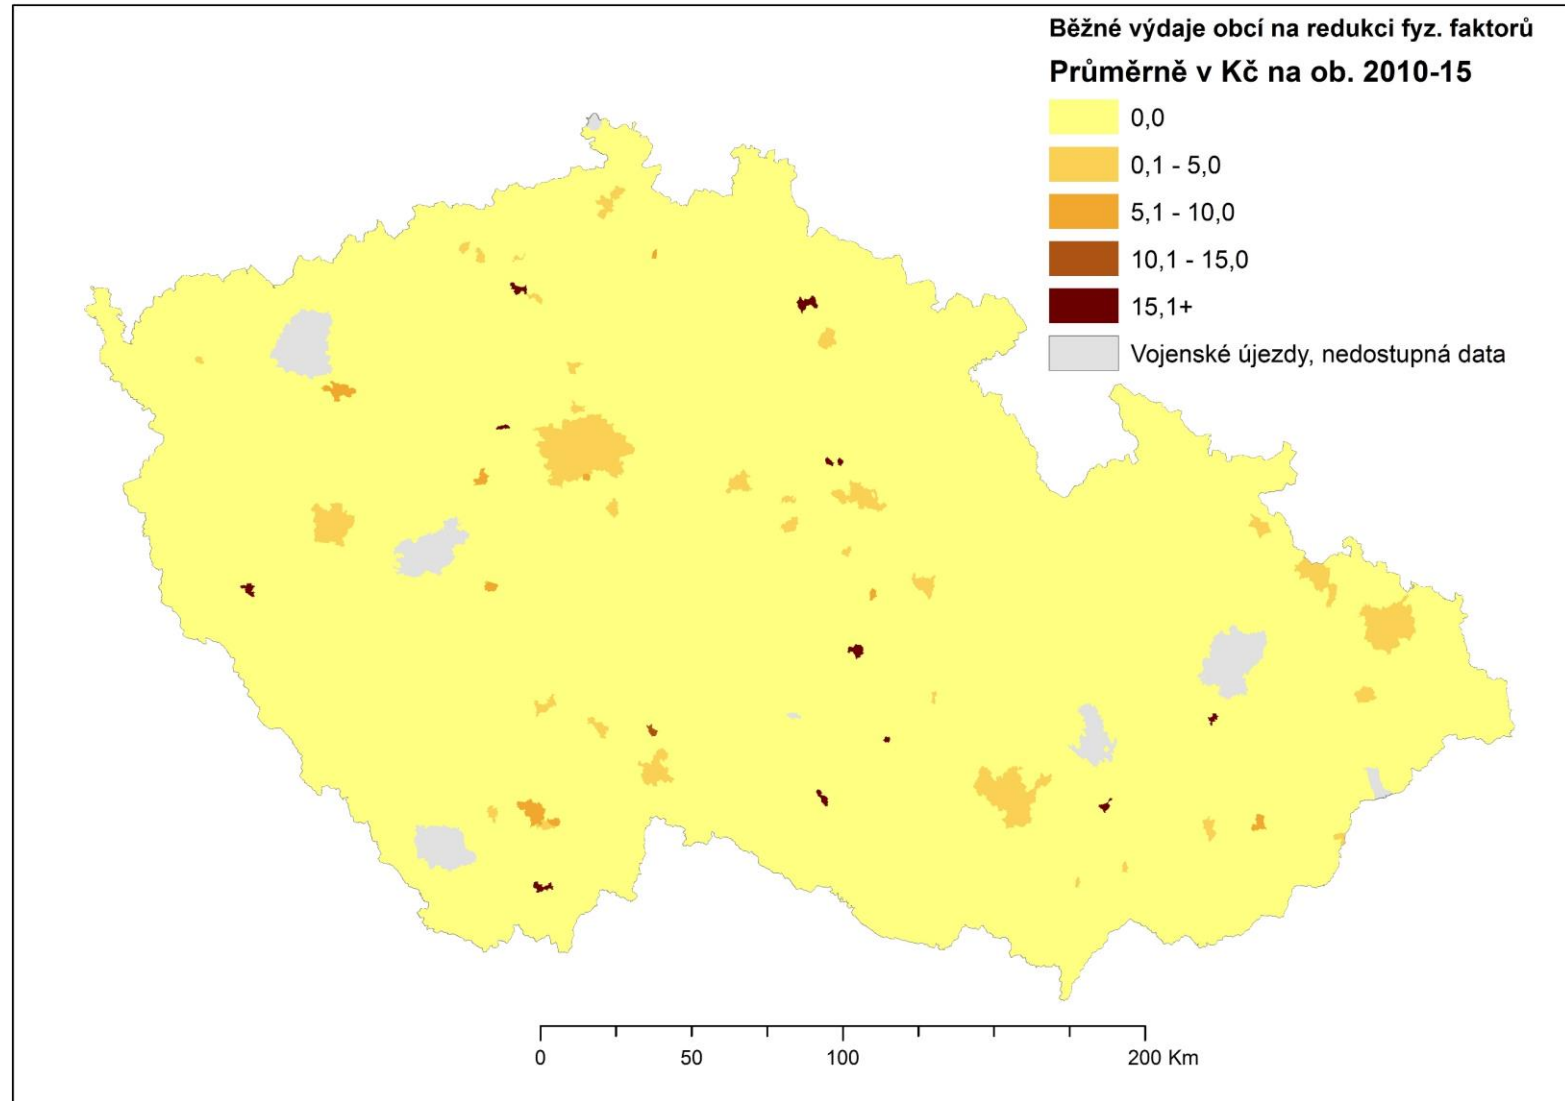 Běžné výdaje obcí na redukci fyz. faktorů
Průměrně v Kč na ob. 2010-15
0,0
0,1 - 5,0
5,1 - 10,0
10,1 - 15,0
15,1+
Vojenské újezdy, nedostupná data
0 50 100 200 Km